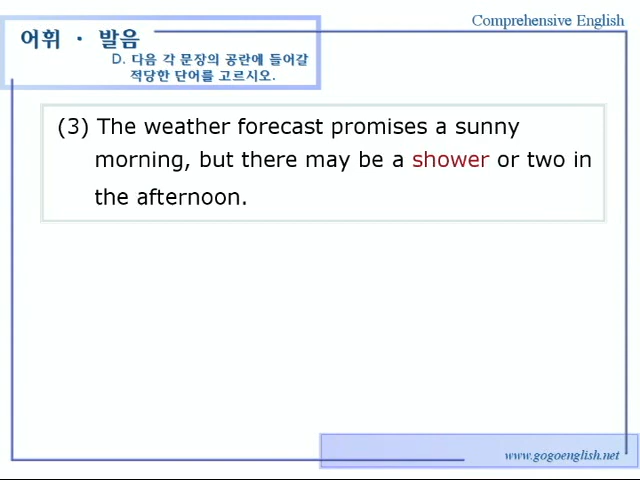 Comprehensive English
어휘 · 발음
D. 다음 각 문장의 공란에 들어갈
적당한 단어를 고르시오.
(3) The weather forecast promises a sunny
morning, but there may be a shower or two in
the afternoon.
www.gogoenglish.net